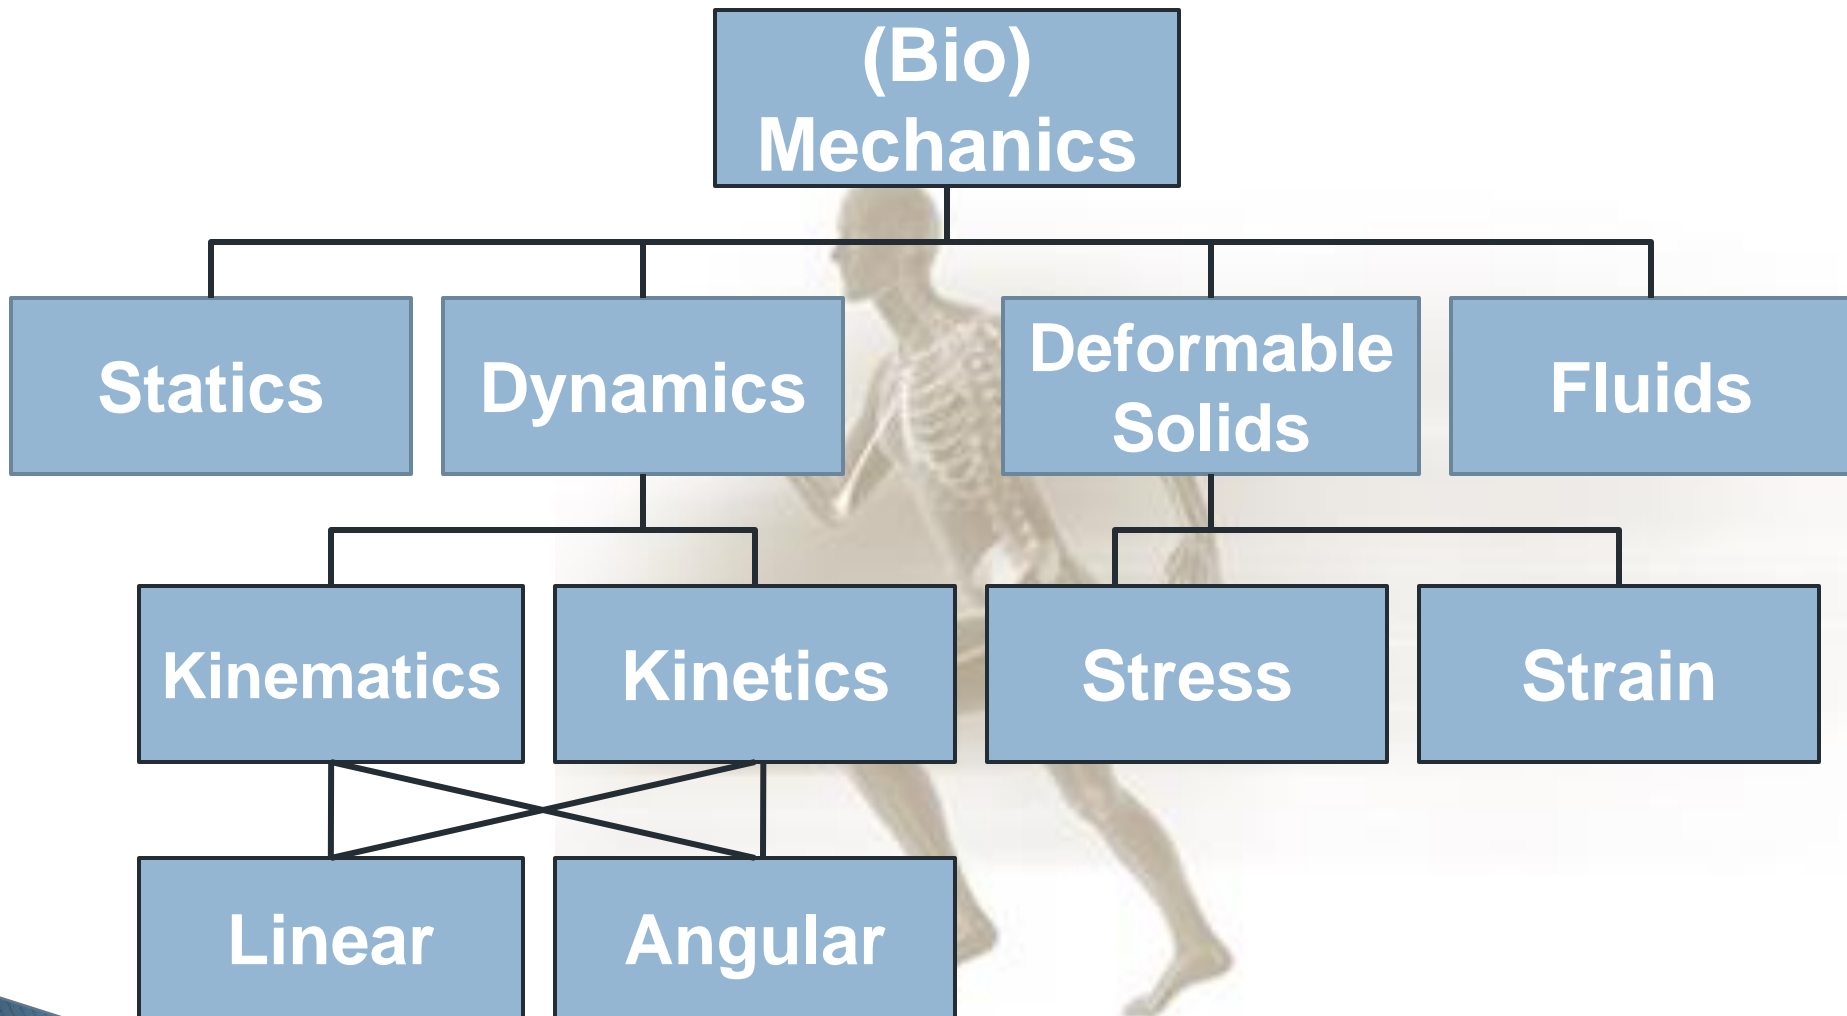 (Bio)
Mechanics
Statics
Dynamics
Deformable
Solids
Fluids
Kinematics
Kinetics
Stress
Strain
Linear
Angular